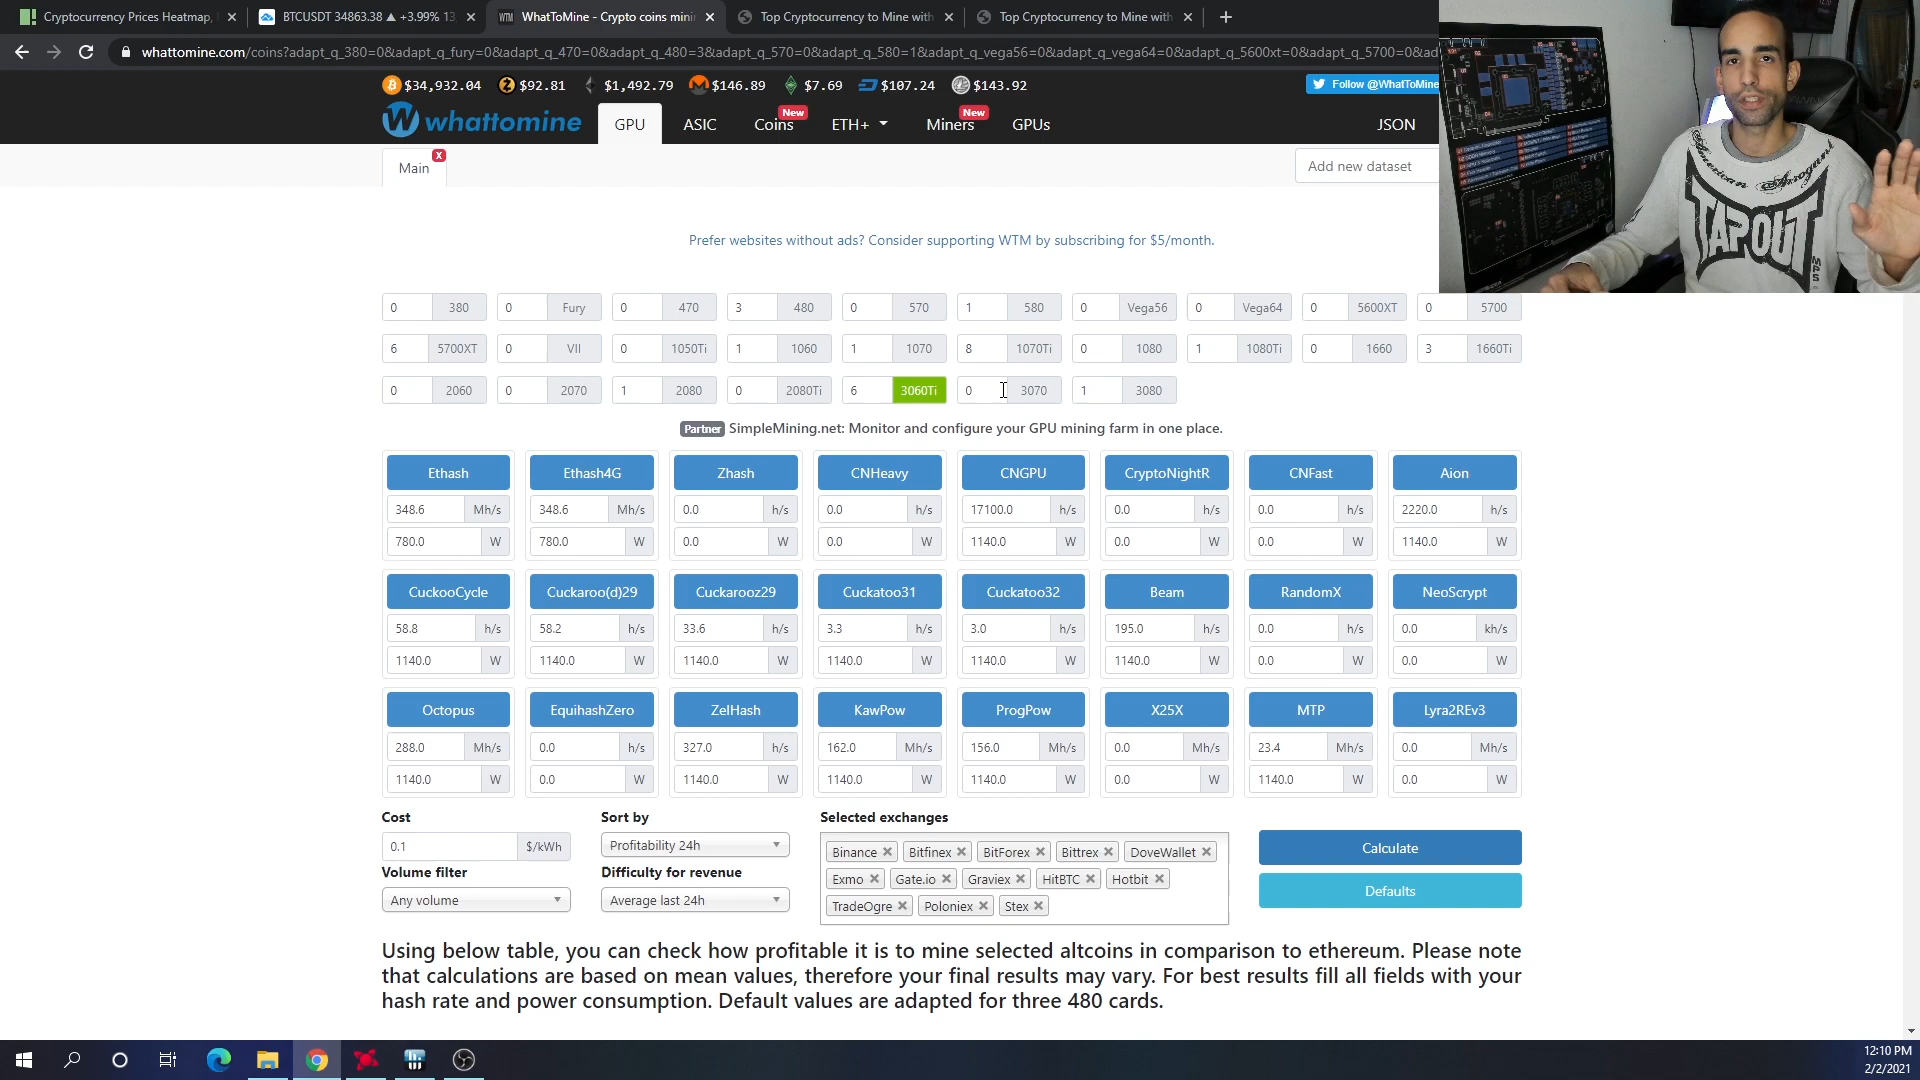 Cryptocurrency Prices Heatmap,
BTCUSDT 34863.38 ▲ +3.99% 13
WTM WhatToMine - Crypto coins mini
Top Cryptocurrency to Mine with
Top Cryptocurrency to Mine with
whattomine.com/coins?adapt_q_380=0&adapt_q_fury=0&adapt_q_470=0&adapt_q_480=3&adapt_q_570=0&adapt_q_580=1&adapt_q_vega56=0&adapt_q_vega64=0&adapt_q_5600xt=0&adapt_q_5700=0&ad
$34,932.04 $92.81 $1,492.79 $146.89 $7.69 $107.24 $143.92
Follow @WhatToMine
whattomine GPU ASIC Coins New ETH+ Miners New GPUs JSON
Main x
Add new dataset
Prefer websites without ads? Consider supporting WTM by subscribing for $5/month.
0 380 0 Fury 0 470 3 480 0 570 1 580 0 Vega56 0 Vega64 0 5600XT 0 5700
6 5700XT 0 VII 0 1050Ti 1 1060 1 1070 8 1070Ti 0 1080 1 1080Ti 0 1660 3 1660Ti
0 2060 0 2070 1 2080 0 2080Ti 6 3060Ti 0 3070 1 3080
Partner SimpleMining.net: Monitor and configure your GPU mining farm in one place.
Ethash Ethash4G Zhash CNHeavy CNGPU CryptoNightR CNFast Aion
348.6 Mh/s 348.6 Mh/s 0.0 h/s 0.0 h/s 17100.0 h/s 0.0 h/s 0.0 h/s 2220.0 h/s
780.0 W 780.0 W 0.0 W 0.0 W 1140.0 W 0.0 W 0.0 W 1140.0 W
CuckooCycle Cuckaroo(d)29 Cuckarooz29 Cuckatoo31 Cuckatoo32 Beam RandomX NeoScrypt
58.8 h/s 58.2 h/s 33.6 h/s 3.3 h/s 3.0 h/s 195.0 h/s 0.0 h/s 0.0 kh/s
1140.0 W 1140.0 W 1140.0 W 1140.0 W 1140.0 W 1140.0 W 0.0 W 0.0 W
Octopus EquihashZero ZelHash KawPow ProgPow X25X MTP Lyra2REv3
288.0 Mh/s 0.0 h/s 327.0 h/s 162.0 Mh/s 156.0 Mh/s 0.0 Mh/s 23.4 Mh/s 0.0 Mh/s
1140.0 W 0.0 W 1140.0 W 1140.0 W 1140.0 W 0.0 W 1140.0 W 0.0 W
Cost Sort by Selected exchanges
0.1 $/kWh Profitability 24h
Binance Bitfinex BitForex Bittrex DoveWallet
Calculate
Volume filter Difficulty for revenue
Exmo Gate.io Graviex HitBTC Hotbit
Any volume Average last 24h
TradeOgre Poloniex Stex
Defaults
Using below table, you can check how profitable it is to mine selected altcoins in comparison to ethereum. Please note
that calculations are based on mean values, therefore your final results may vary. For best results fill all fields with your
hash rate and power consumption. Default values are adapted for three 480 cards.
American Arrogant
TAPOUT
MPS
12:10 PM
2/2/2021